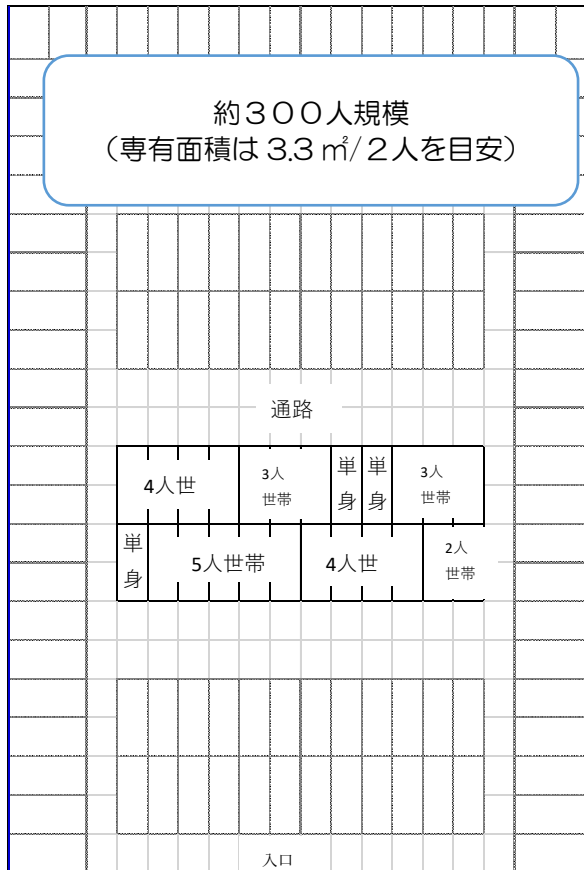 約３００人規模
（専有面積は 3.3 ㎡/２人を目安）
通路
4人世
3人
世帯
単
身
単
身
3人
世帯
単
身
5人世帯
4人世
2人
世帯
入口